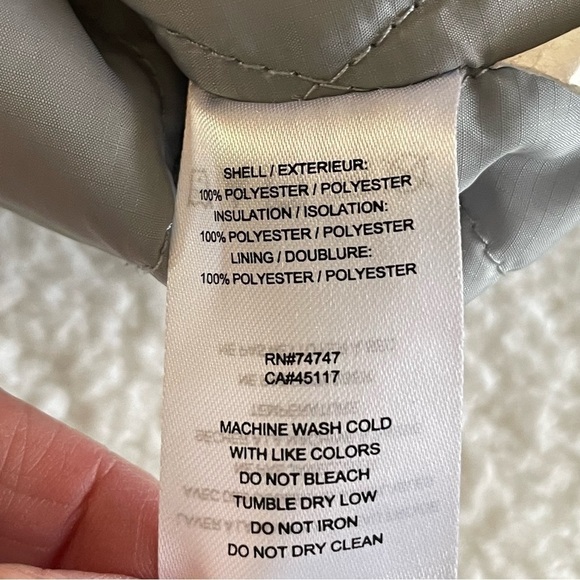 SHELL / EXTERIEUR:
100% POLYESTER / POLYESTER
INSULATION / ISOLATION:
100% POLYESTER / POLYESTER
LINING / DOUBLURE:
100% POLYESTER / POLYESTER
RN#74747
CA#45117
MACHINE WASH COLD
WITH LIKE COLORS
DO NOT BLEACH
TUMBLE DRY LOW
DO NOT IRON
DO NOT DRY CLEAN